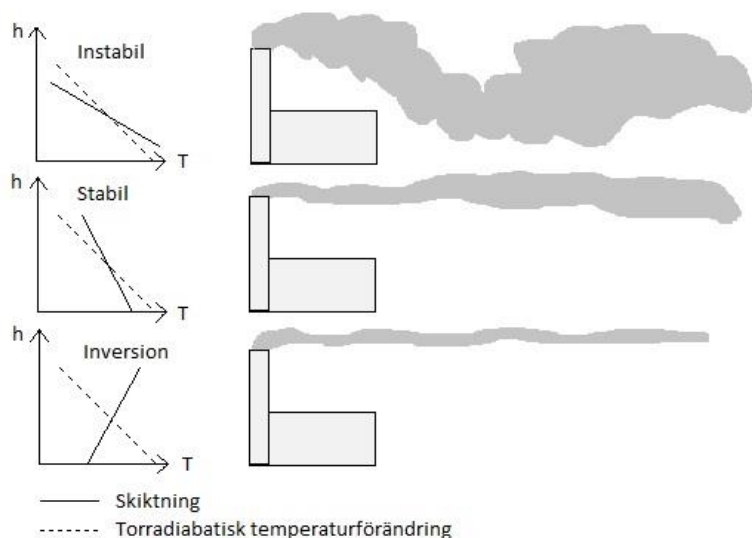 h
Instabil
T
h
Stabil
T
h
Inversion
T
Skiktning
Torradiabatisk temperaturförändring